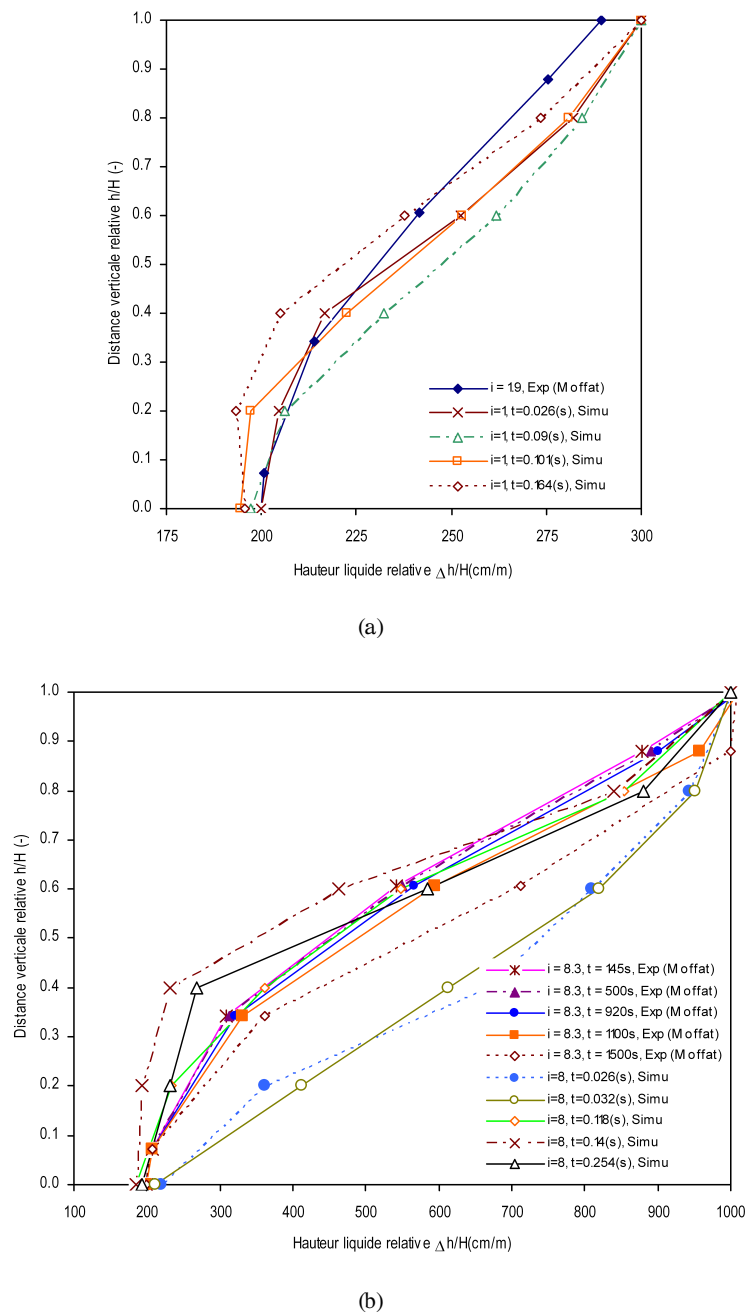 1.0
0.9
0.8
0.7
0.6
0.5
0.4
0.3
0.2
0.1
0.0
Distance verticale relative h/H (-)
i = 1.9, Exp (Moffat)
i=1, t=0.026(s), Simu
i=1, t=0.09(s), Simu
i=1, t=0.101(s), Simu
i=1, t=0.164(s), Simu
175 200 225 250 275 300
Hauteur liquide relative Δh/H(cm/m)
(a)
1.0
0.9
0.8
0.7
0.6
0.5
0.4
0.3
0.2
0.1
0.0
Distance verticale relative h/H (-)
i = 8.3, t = 145s, Exp (Moffat)
i = 8.3, t = 500s, Exp (Moffat)
i = 8.3, t = 920s, Exp (Moffat)
i = 8.3, t = 1100s, Exp (Moffat)
i = 8.3, t = 1500s, Exp (Moffat)
i=8, t=0.026(s), Simu
i=8, t=0.032(s), Simu
i=8, t=0.118(s), Simu
i=8, t=0.14(s), Simu
i=8, t=0.254(s), Simu
100 200 300 400 500 600 700 800 900 1000
Hauteur liquide relative Δh/H(cm/m)
(b)